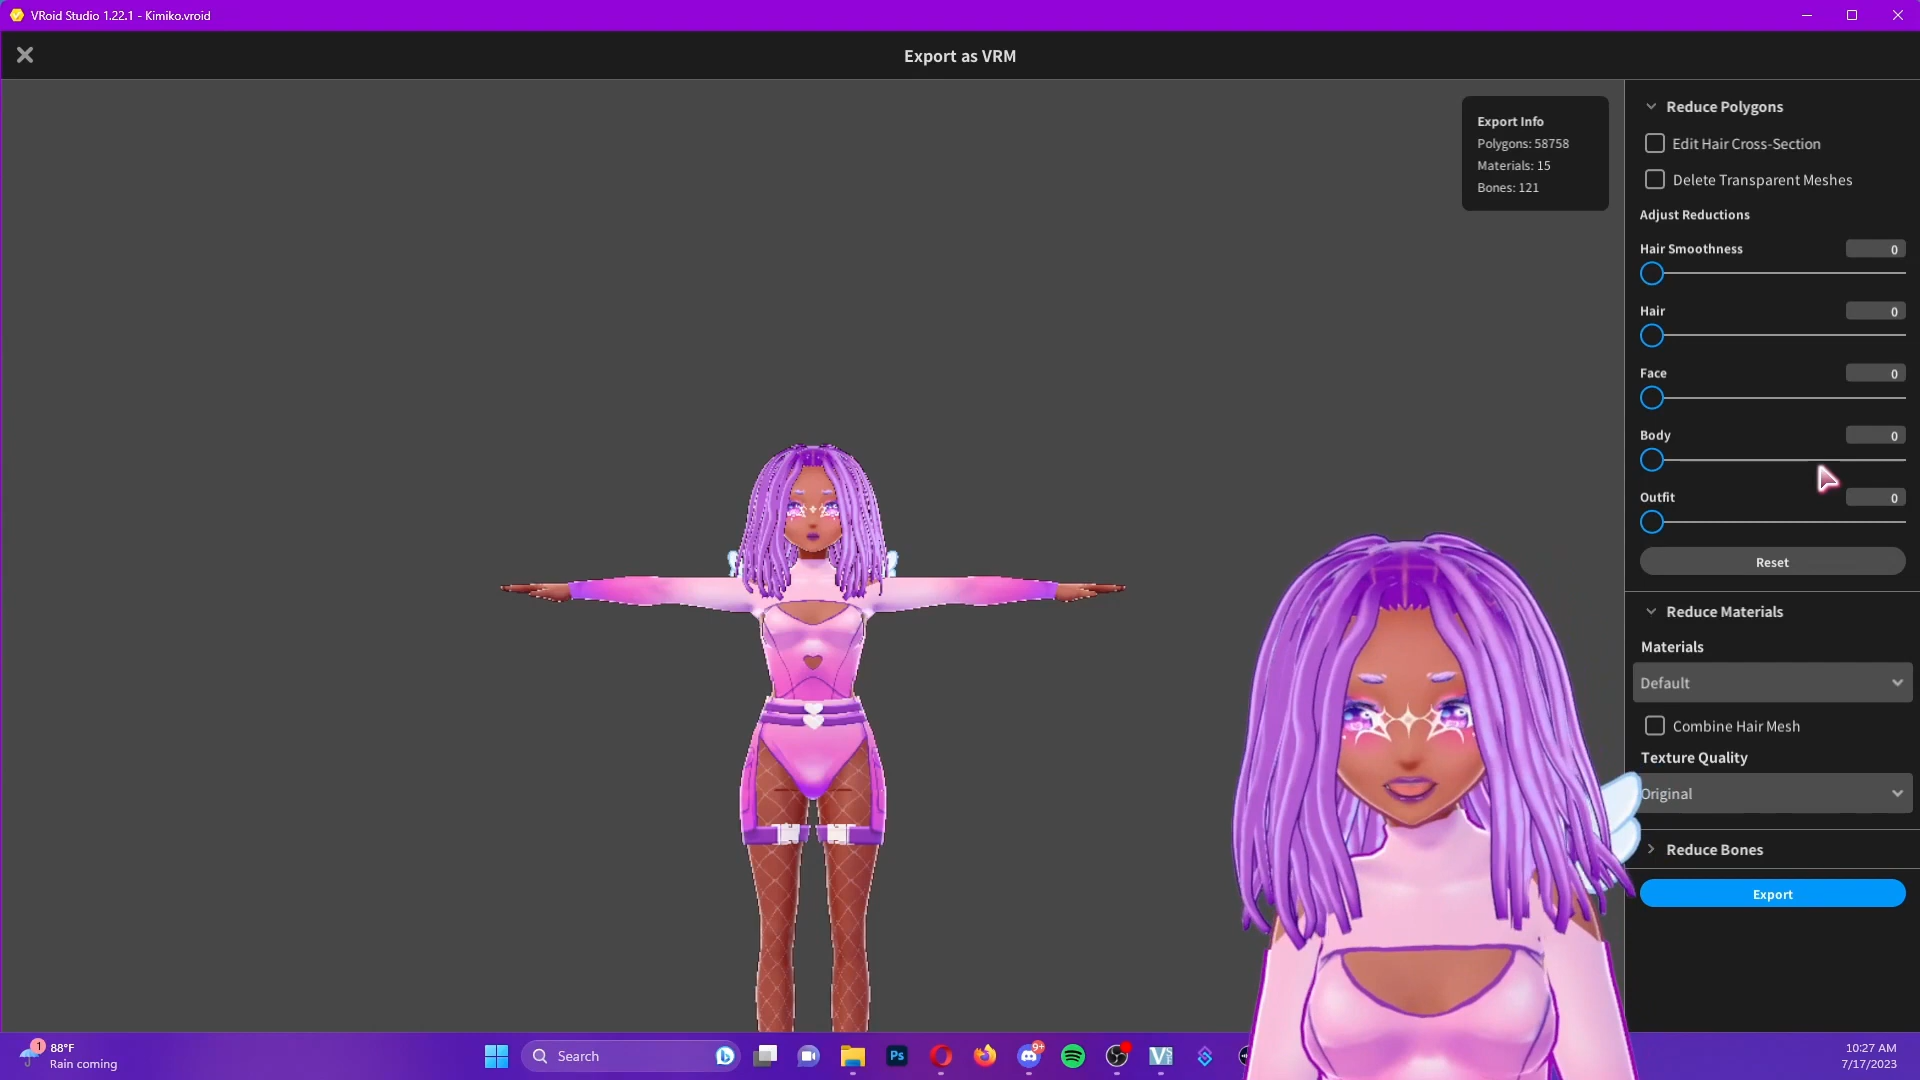 VRoid Studio 1.22.1 - Kimiko.vroid
Export as VRM
Export Info
Polygons: 58758
Materials: 15
Bones: 121
Reduce Polygons
Edit Hair Cross-Section
Delete Transparent Meshes
Adjust Reductions
Hair Smoothness 0
Hair 0
Face 0
Body 0
Outfit 0
Reset
Reduce Materials
Materials
Default
Combine Hair Mesh
Texture Quality
Original
Reduce Bones
Export
1
88°F
Rain coming
Search
Ps
9+
10:27 AM
7/17/2023